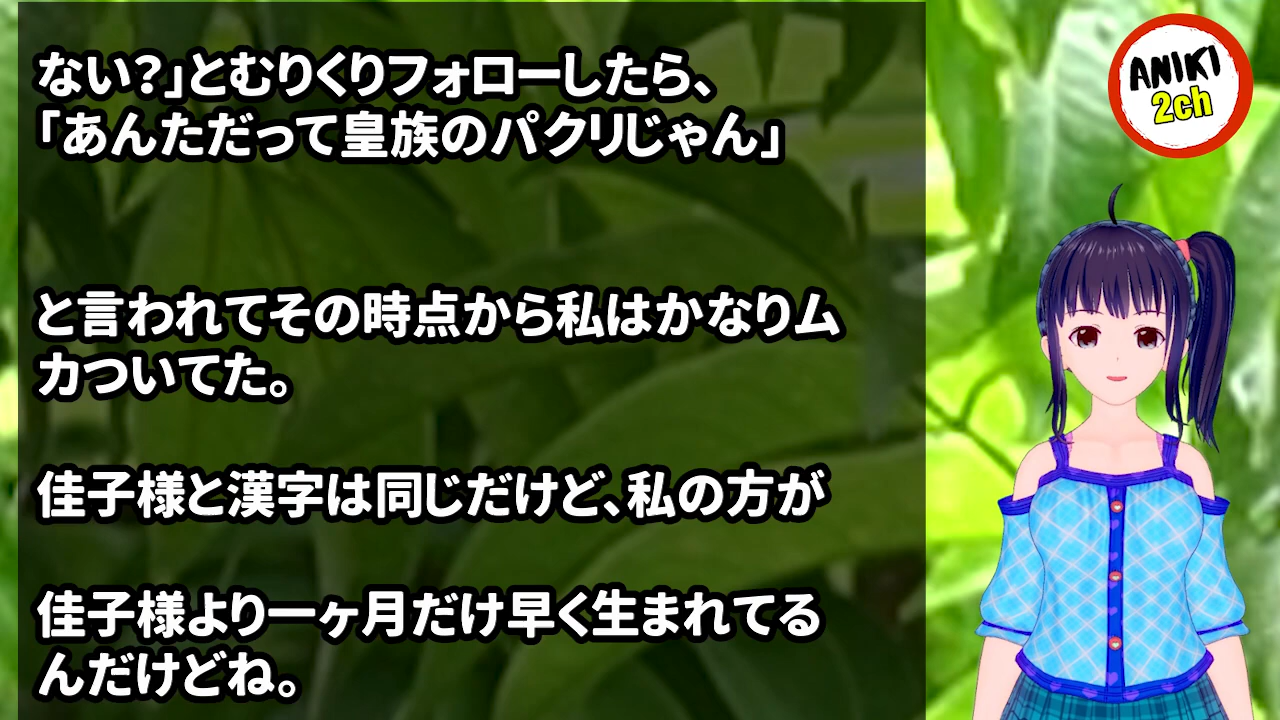 ない？」とむりくりフォローしたら、
「あんただって皇族のパクリじゃん」
と言われてその時点から私はかなりム
カついてた。
佳子様と漢字は同じだけど、私の方が
佳子様より一ヶ月だけ早く生まれてる
んだけどね。
ANIKI
2ch